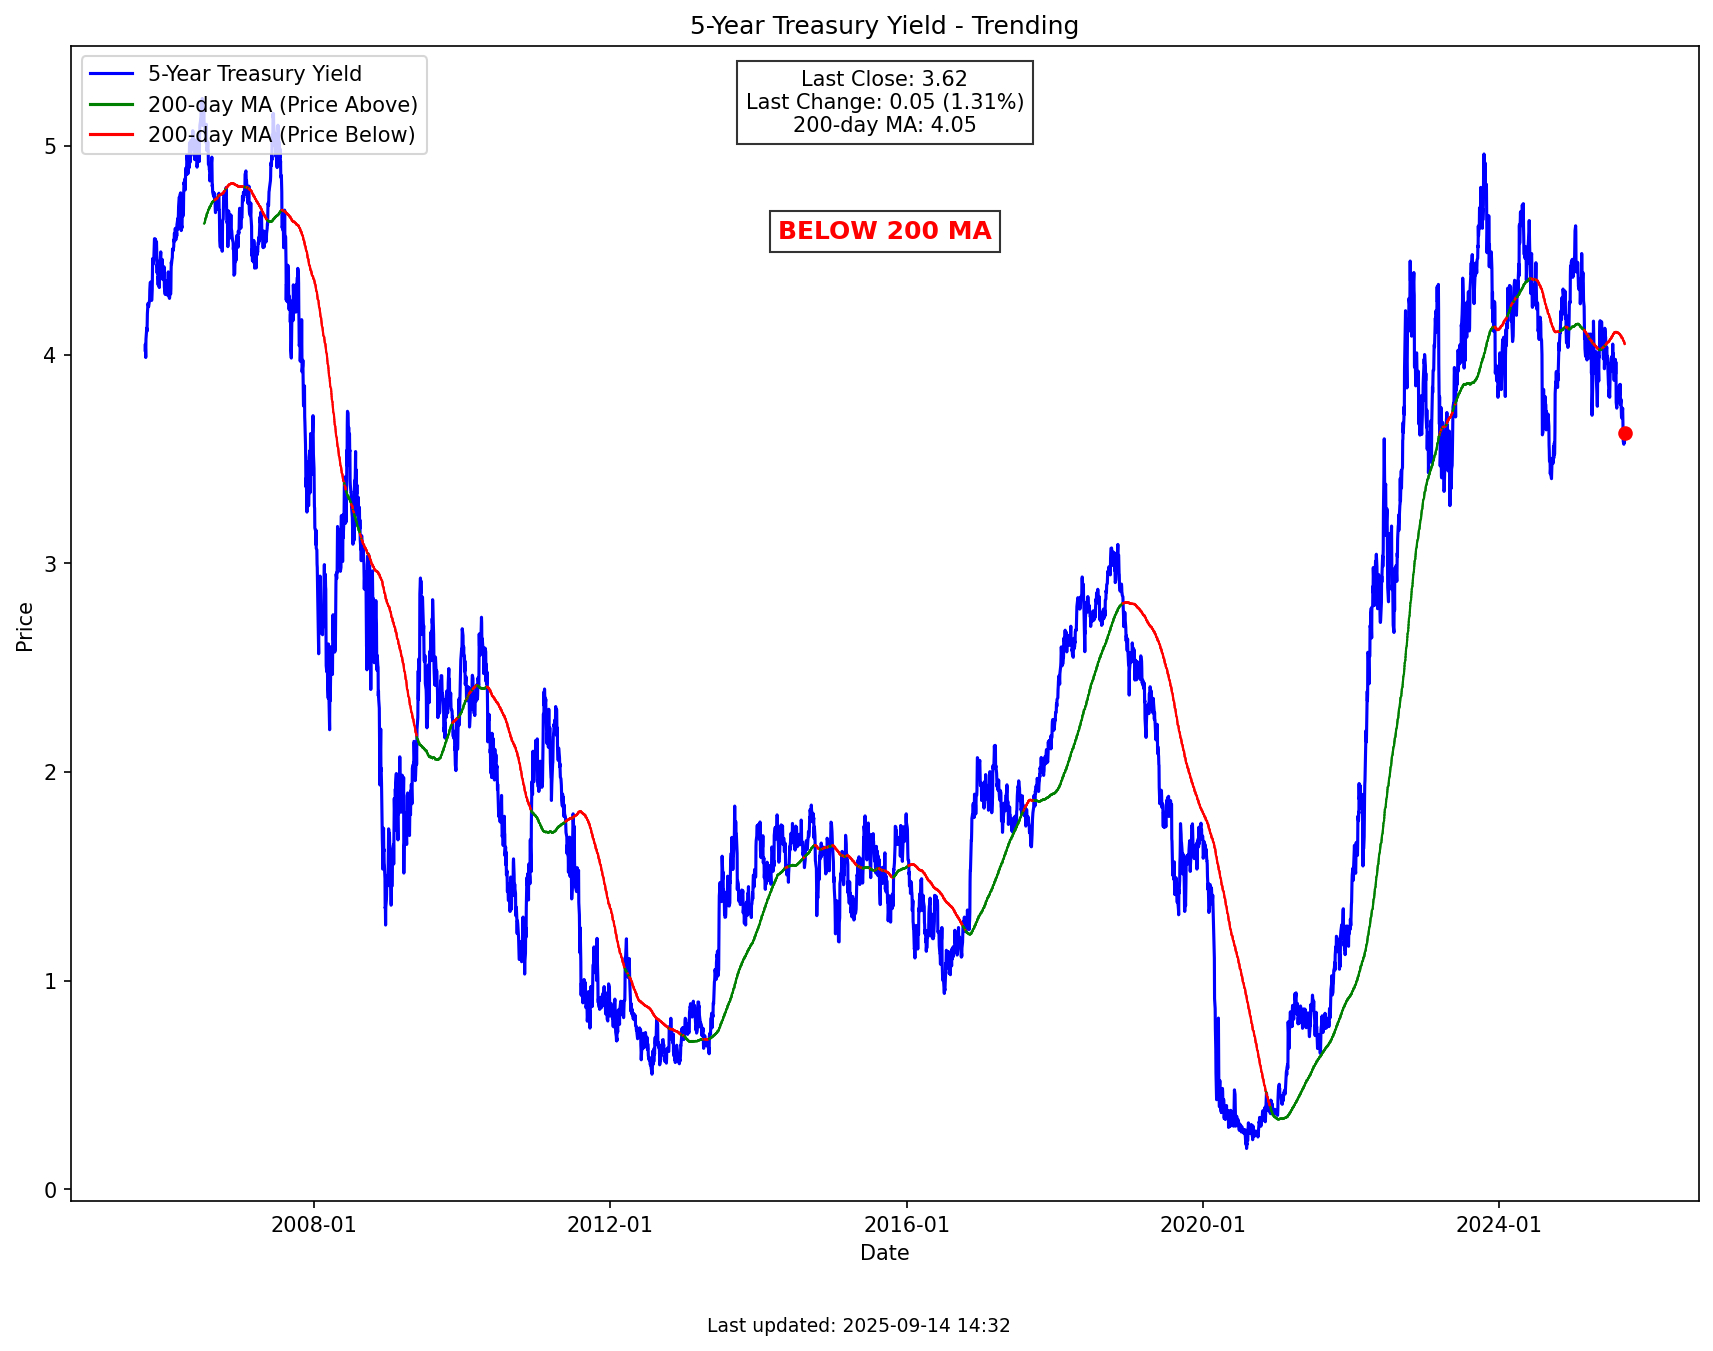 5-Year Treasury Yield - Trending
5-Year Treasury Yield
200-day MA (Price Above)
200-day MA (Price Below)
Last Close: 3.62
Last Change: 0.05 (1.31%)
200-day MA: 4.05
BELOW 200 MA
Price
5
4
3
2
1
0
2008-01
2012-01
2016-01
2020-01
2024-01
Date
Last updated: 2025-09-14 14:32